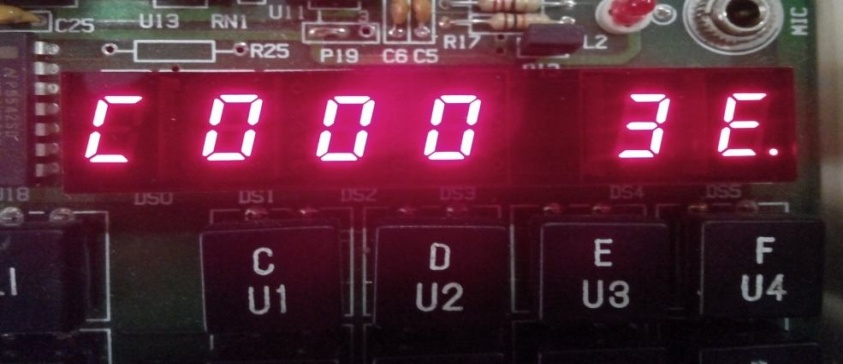 C25 U13 RN1 U11
R25 P19 C6 C5 R17 L2 MIC
C000 3E.
U18 DS0 DS1 DS2 DS3 DS4 DS5
C D E F
U1 U2 U3 U4